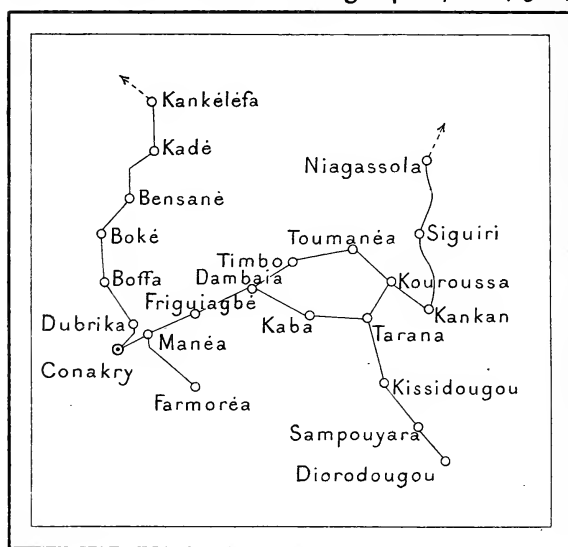 Kankéléfa
Kadé
Niagassola
Bensané
Boké
Siguiri
Toumanéa
Timbo
Boffa
Dambaïa
Kouroussa
Friguiagbé
Dubrika
Kaba
Kankan
Manéa
Tarana
Conakry
Kissidougou
Farmoréa
Sampouyara
Diorodougou